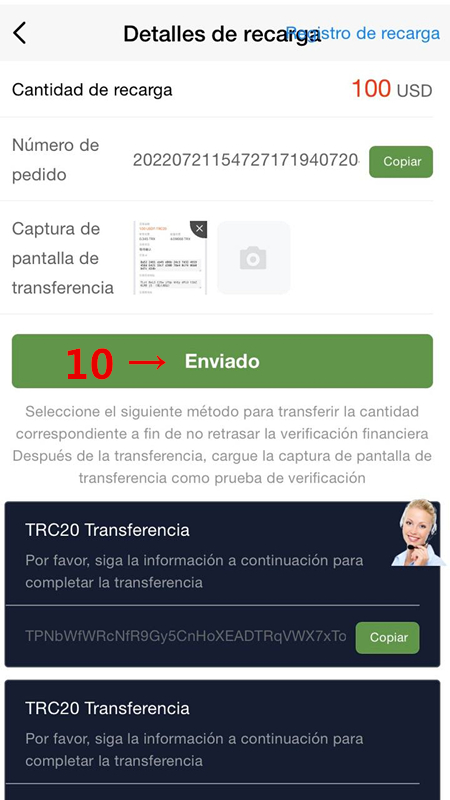 Detalles de recarga
Registro de recarga
Cantidad de recarga
100 USD
Número de
pedido
20220721154727171940720
Copiar
Captura de
pantalla de
transferencia
10 → Enviado
Seleccione el siguiente método para transferir la cantidad
correspondiente a fin de no retrasar la verificación financiera
Después de la transferencia, cargue la captura de pantalla de
transferencia como prueba de verificación
TRC20 Transferencia
Por favor, siga la información a continuación para
completar la transferencia
TPNbWfWRcNfR9Gy5CnHoXEADTRqVWX7xTo
Copiar
TRC20 Transferencia
Por favor, siga la información a continuación para
completar la transferencia